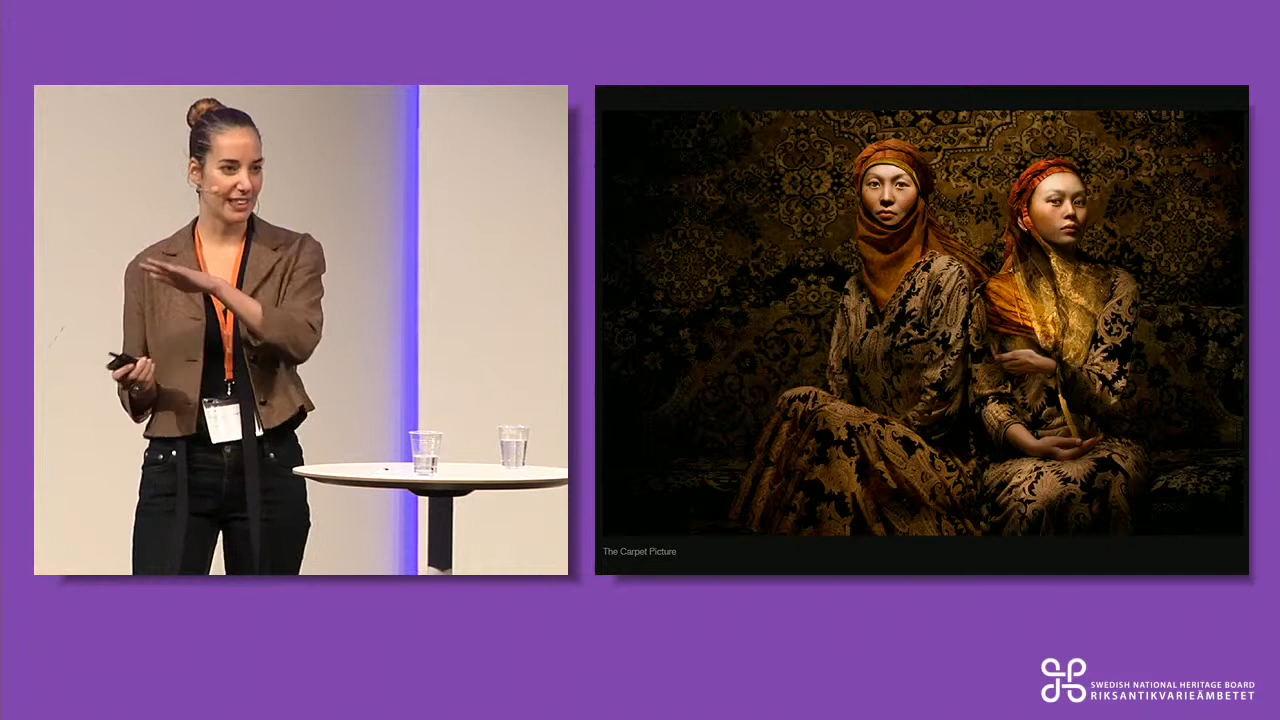 The Carpet Picture
SWEDISH NATIONAL HERITAGE BOARD
RIKSANTIKVARIEÄMBETET